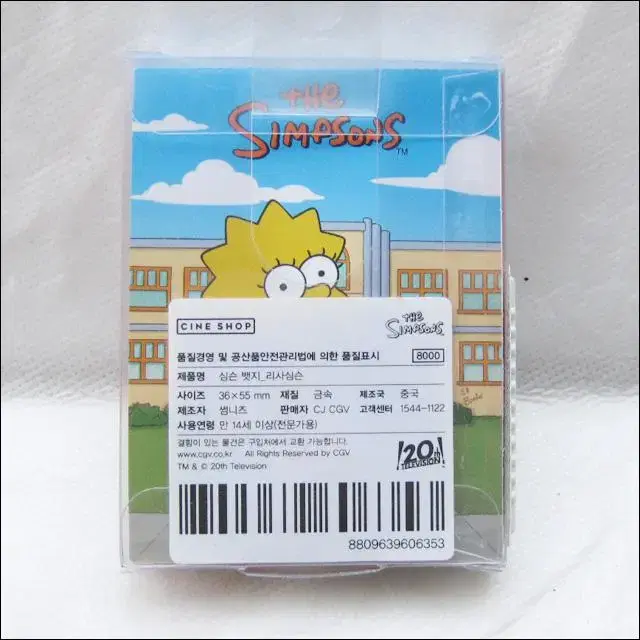 THE
SIMPSONS™
CINE SHOP
THE
SIMPSONS
품질경영 및 공산품안전관리법에 의한 품질표시 8000
제품명 심슨 뱃지_리사심슨
사이즈 36×55 mm 재질 금속 제조국 중국
제조자 썸니즈 판매자 CJ CGV 고객센터 1544-1122
사용연령 만 14세 이상(전문가용)
결함이 있는 물건은 구입처에서 교환 가능합니다.
www.cgv.co.kr All Rights Reserved by CGV
TM & © 20th Television
20th
TELEVISION
8809639606353